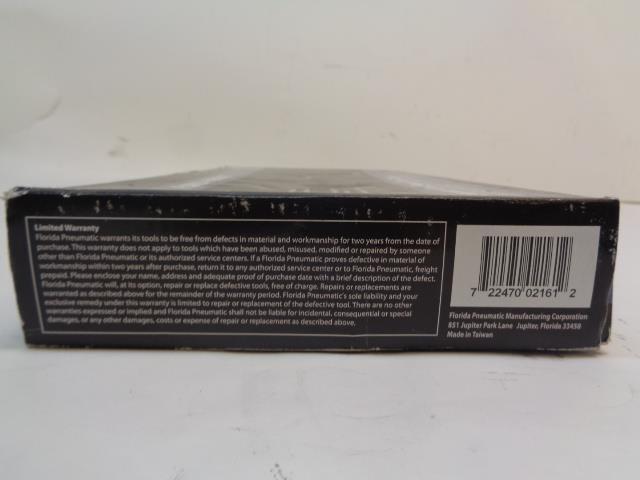 Limited Warranty
Florida Pneumatic warrants its tools to be free from defects in material and workmanship for two years from the date of
purchase. This warranty does not apply to tools which have been abused, misused, modified or repaired by someone
other than Florida Pneumatic or its authorized service centers. If a Florida Pneumatic proves defective in material of
workmanship within two years after purchase, return it to any authorized service center or to Florida Pneumatic, freight
prepaid. Please enclose your name, address and adequate proof of purchase date with a brief description of the defect.
Florida Pneumatic will, at its option, repair or replace defective tools, free of charge. Repairs or replacements are
warranted as described above for the remainder of the warranty period. Florida Pneumatic's sole liability and your
exclusive remedy under this warranty is limited to repair or replacement of the defective tool. There are no other
warranties expressed or implied and Florida Pneumatic shall not be liable for incidental, consequential or special
damages, or any other damages, costs or expense of repair or replacement as described above.
7 22470 02161 2
Florida Pneumatic Manufacturing Corporation
851 Jupiter Park Lane Jupiter, Florida 33458
Made in Taiwan